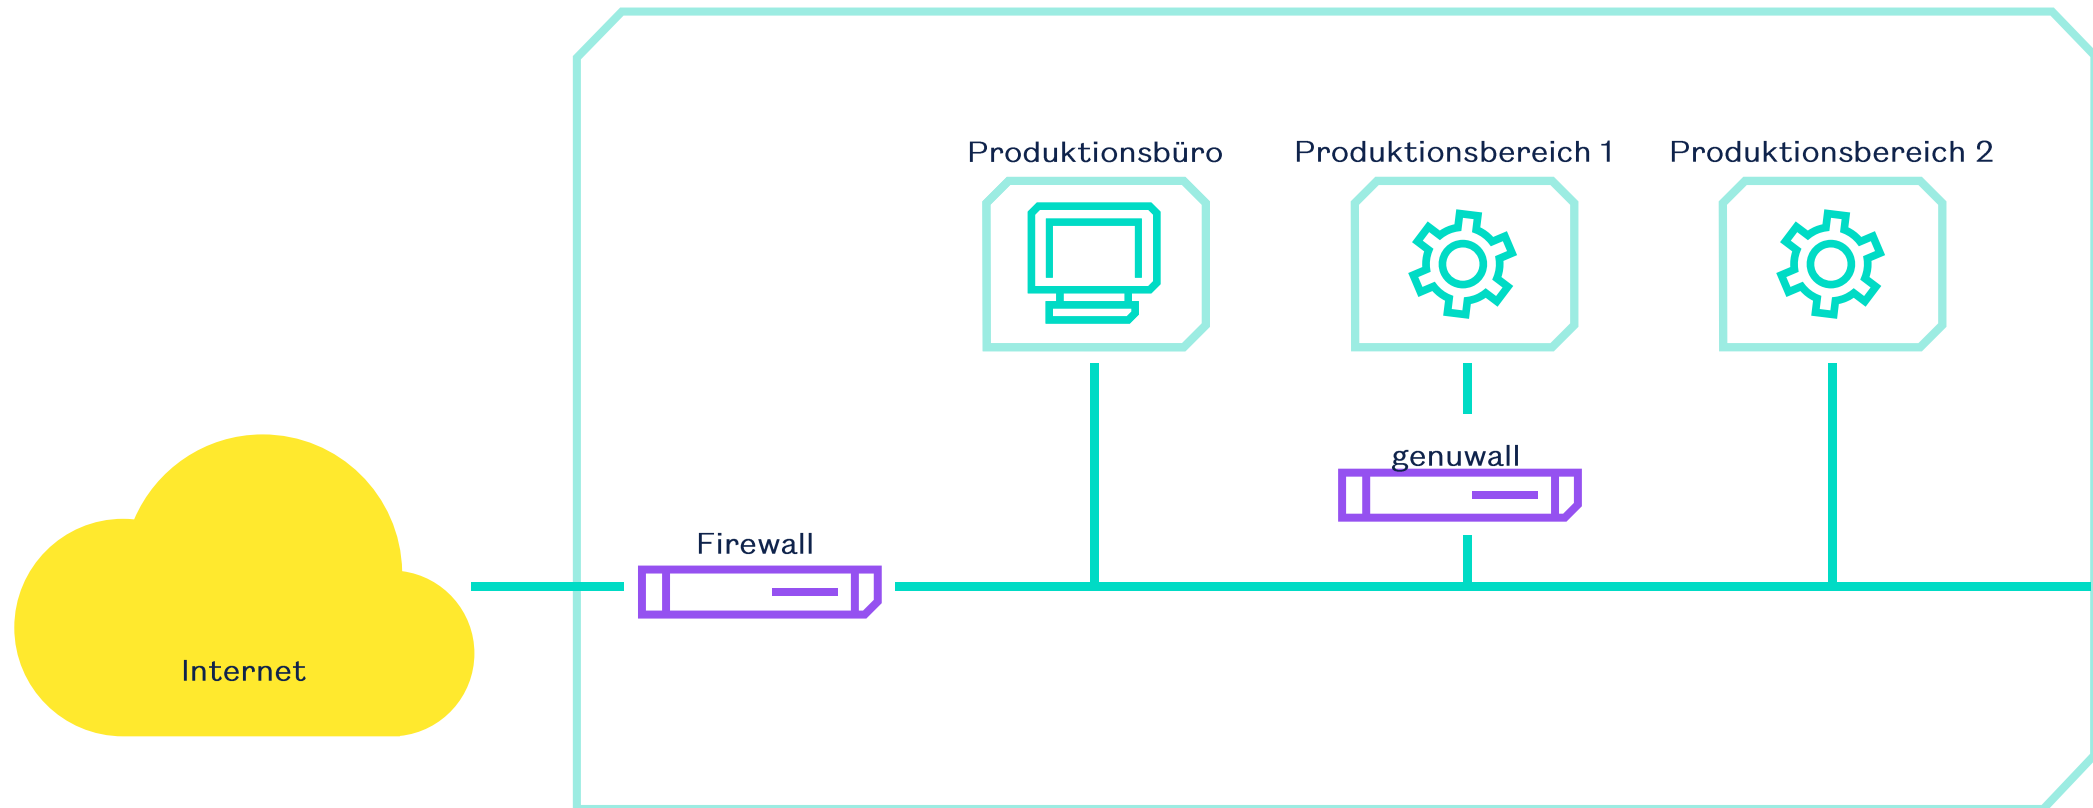 Produktionsbüro
Produktionsbereich 1
Produktionsbereich 2
genuwall
Firewall
Internet